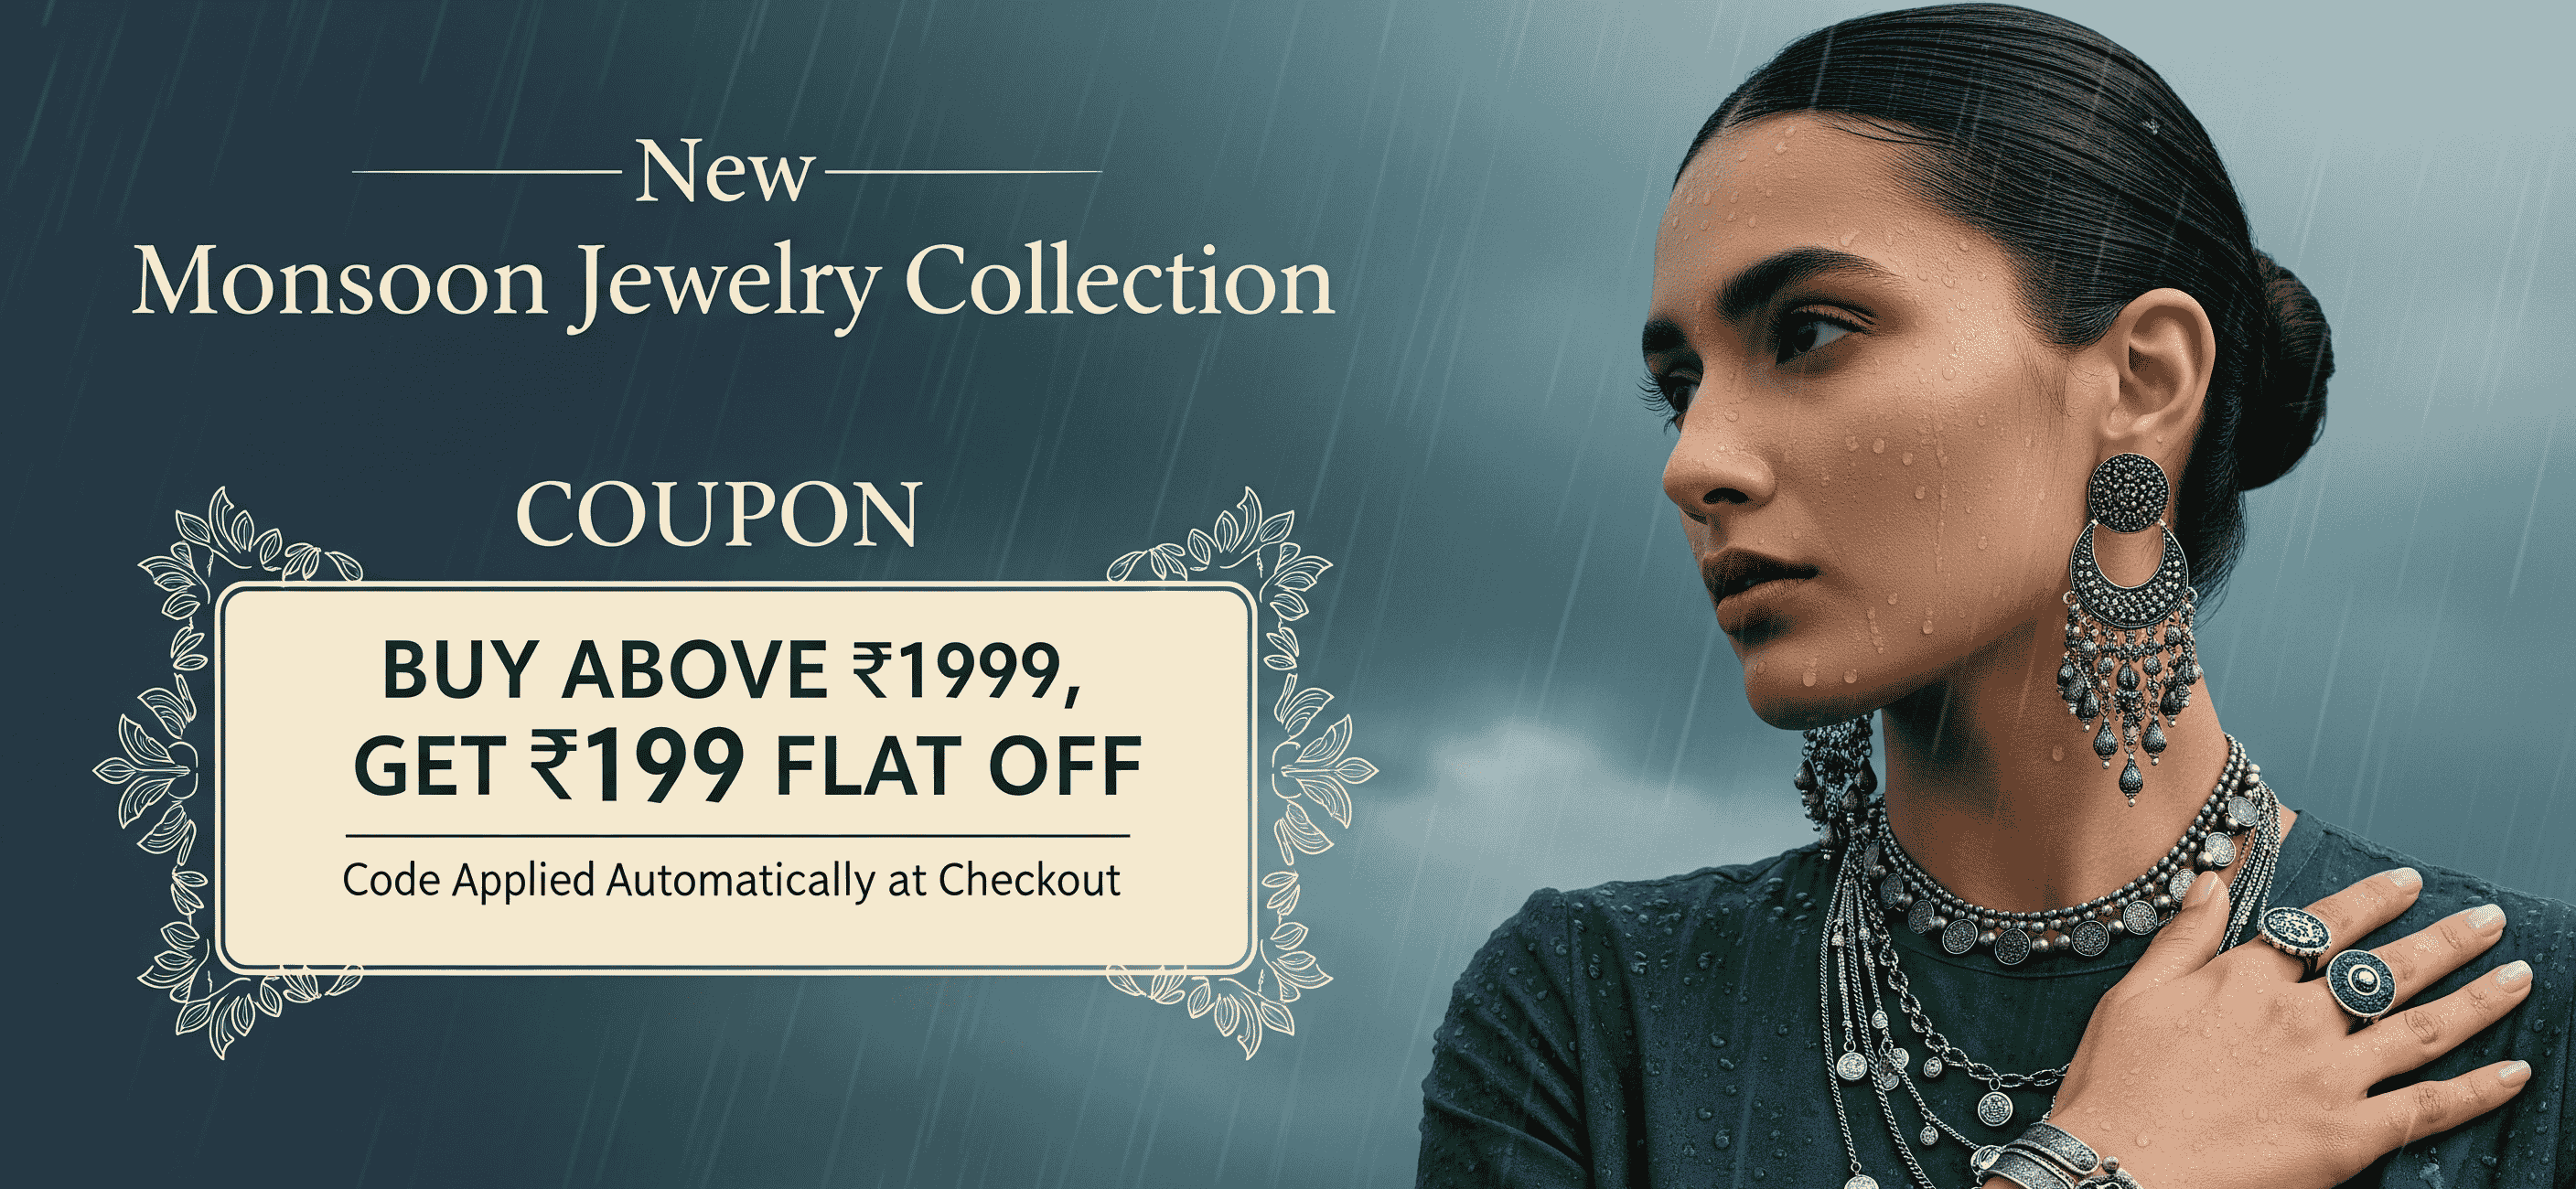 New
Monsoon Jewelry Collection
COUPON
BUY ABOVE ₹1999,
GET ₹199 FLAT OFF
Code Applied Automatically at Checkout